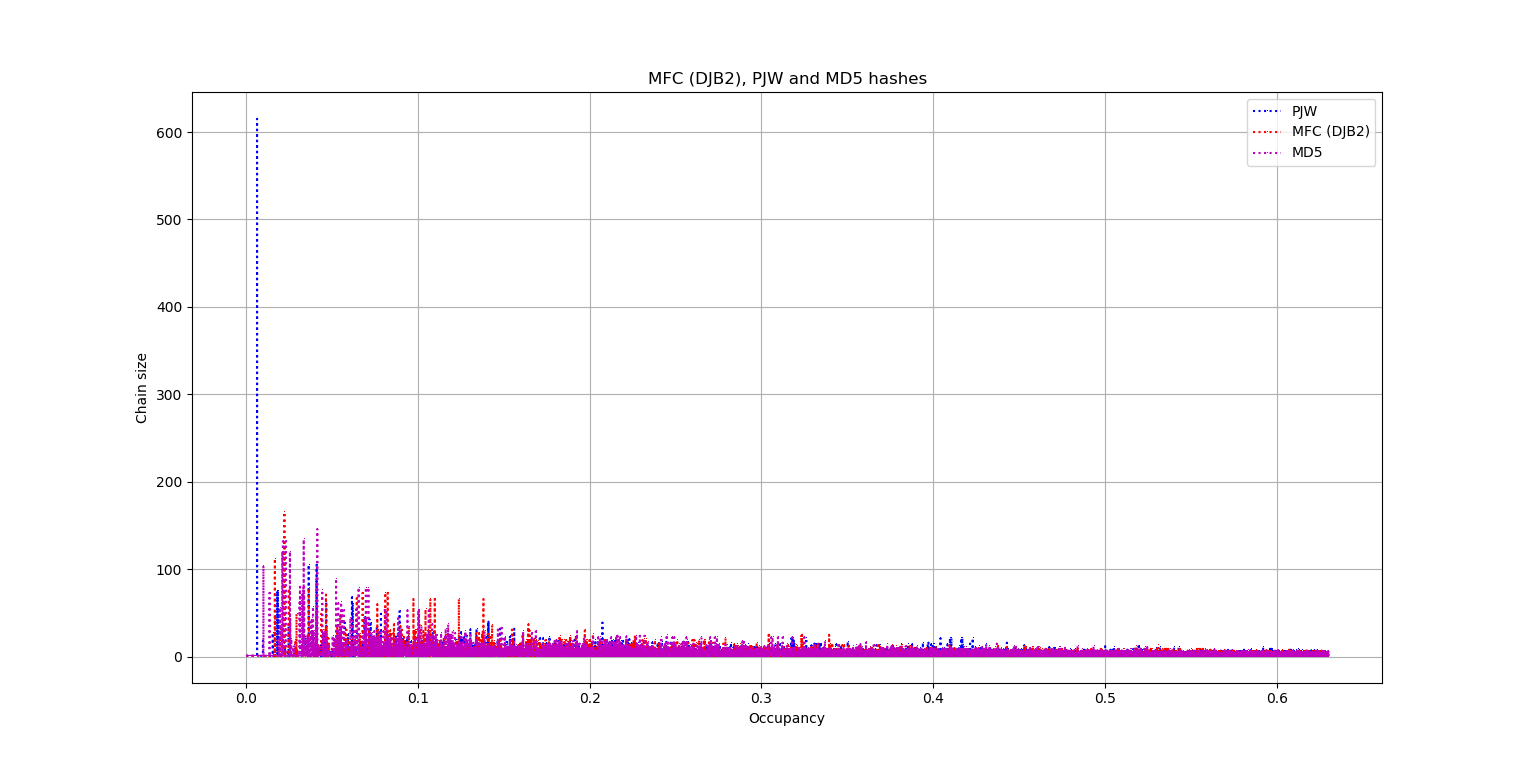 MFC (DJB2), PJW and MD5 hashes
PJW
MFC (DJB2)
MD5
600
500
400
300
200
100
0
Chain size
0.0 0.1 0.2 0.3 0.4 0.5 0.6
Occupancy